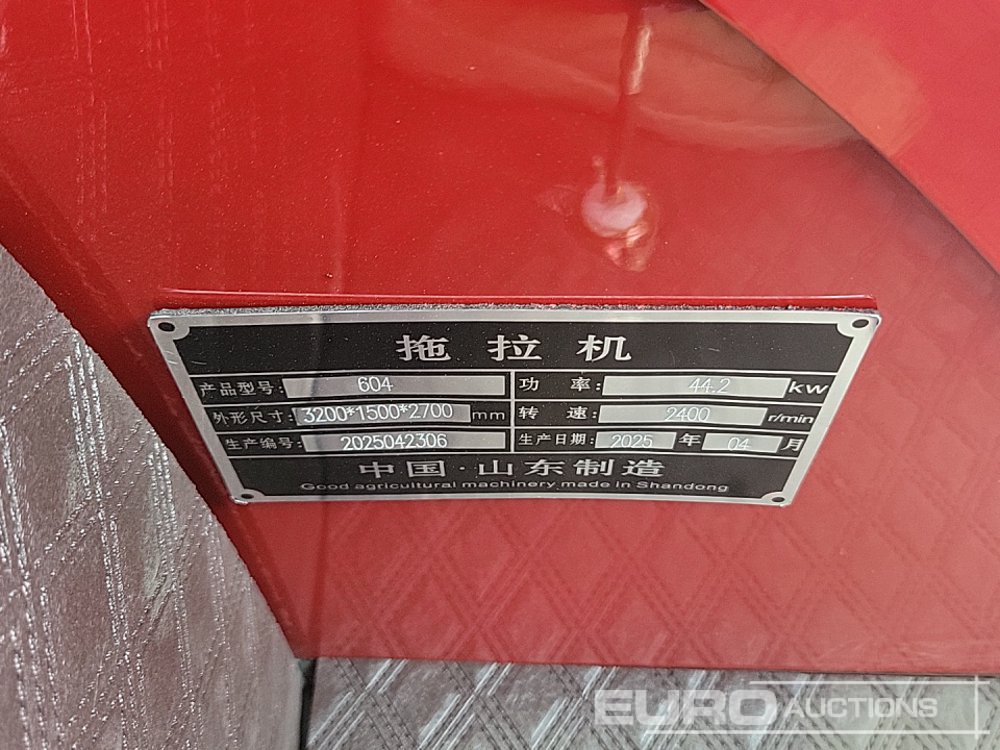 拖拉机
产品型号: 604 功 率: 44.2 kw
外形尺寸: 3200*1500*2700 mm 转 速: 2400 r/min
生产编号: 2025042306 生产日期: 2025 年 04 月
中国·山东制造
Good agricultural machinery made in Shandong
EURO AUCTIONS